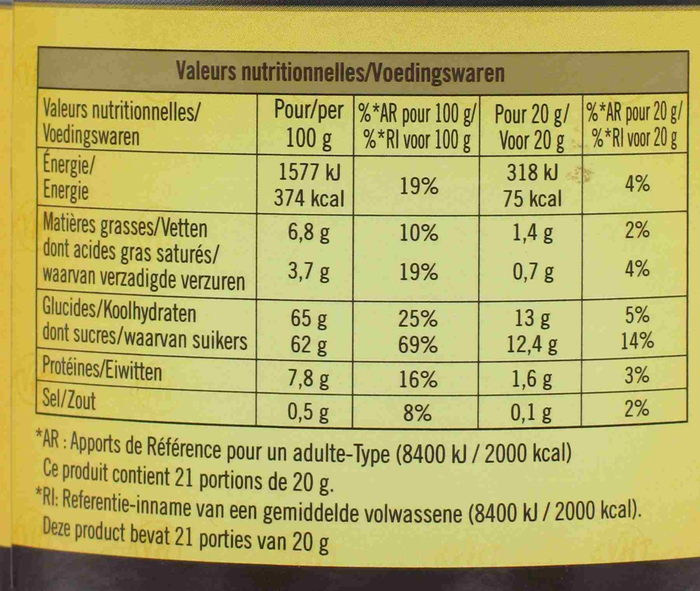 Valeurs nutritionnelles/Voedingswaren
Valeurs nutritionnelles/ Pour/per %*AR pour 100 g/ Pour 20 g/ %*AR pour 20 g/
Voedingswaren 100 g %*RI voor 100 g Voor 20 g %*RI voor 20 g
Énergie/ 1577 kJ 19% 318 kJ 4%
Energie 374 kcal 75 kcal
Matières grasses/Vetten 6,8 g 10% 1,4 g 2%
dont acides gras saturés/
waarvan verzadigde verzuren 3,7 g 19% 0,7 g 4%
Glucides/Koolhydraten 65 g 25% 13 g 5%
dont sucres/waarvan suikers 62 g 69% 12,4 g 14%
Protéines/Eiwitten 7,8 g 16% 1,6 g 3%
Sel/Zout 0,5 g 8% 0,1 g 2%
*AR : Apports de Référence pour un adulte-Type (8400 kJ / 2000 kcal)
Ce produit contient 21 portions de 20 g.
*RI: Referentie-inname van een gemiddelde volwassene (8400 kJ / 2000 kcal).
Deze product bevat 21 porties van 20 g